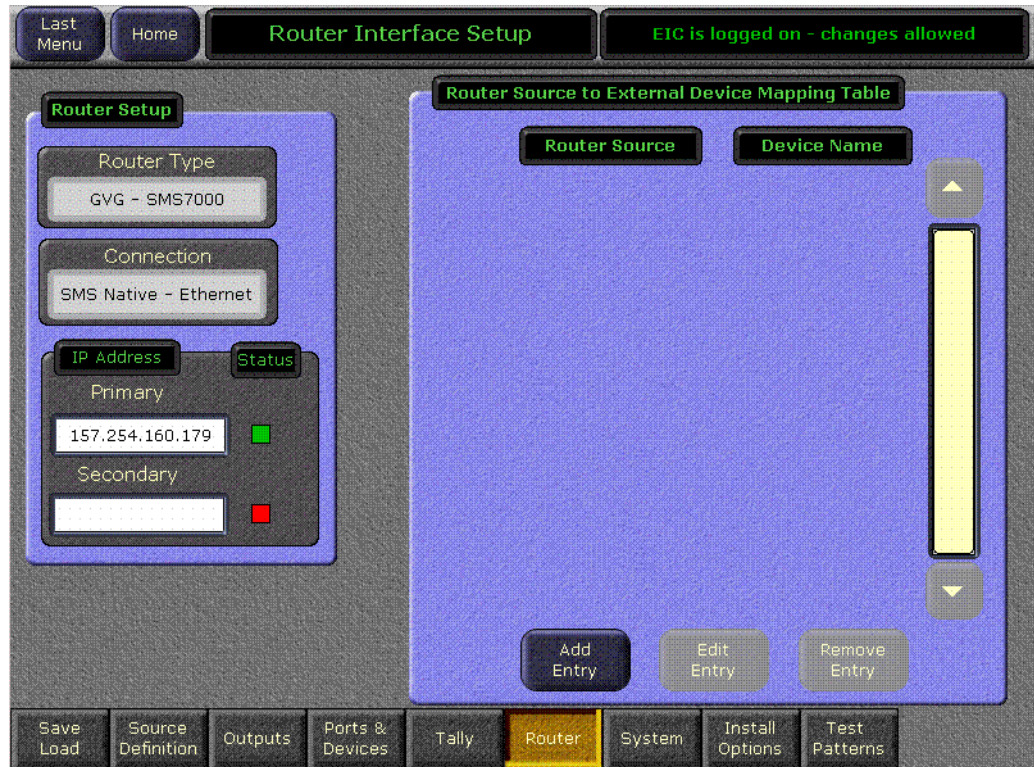 Last
Menu
Home
Router Interface Setup
EIC is logged on - changes allowed
Router Setup
Router Type
GVG - SMS7000
Connection
SMS Native - Ethernet
IP Address
Status
Primary
157.254.160.179
Secondary
Router Source to External Device Mapping Table
Router Source
Device Name
Add
Entry
Edit
Entry
Remove
Entry
Save
Load
Source
Definition
Outputs
Ports &
Devices
Tally
Router
System
Install
Options
Test
Patterns